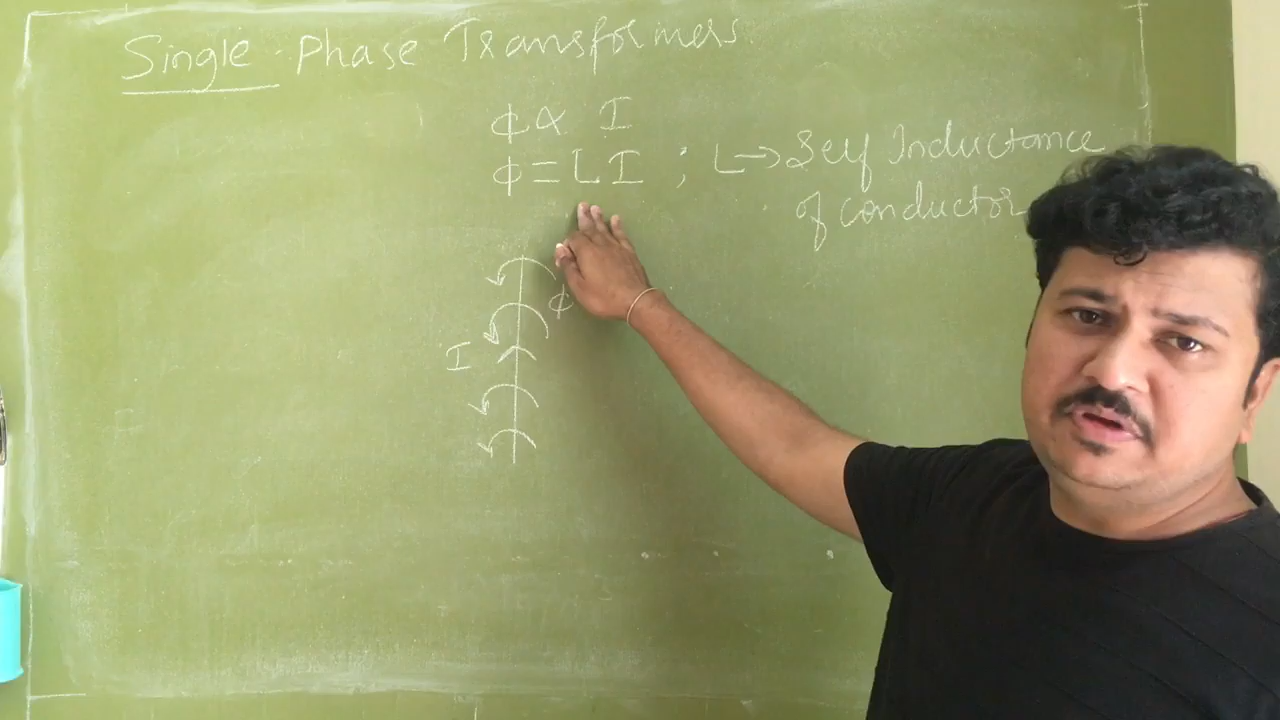 Single-Phase Transformers
ϕ ∝ I
ϕ = LI ; L → Self Inductance
of conductor
ϕ
I